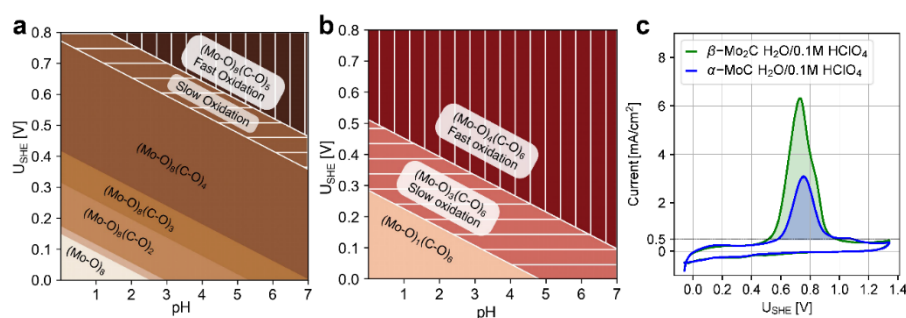 a
0.8
0.7
0.6
0.5
0.4
0.3
0.2
0.1
0.0
U_SHE [V]
(Mo-O)₈(C-O)₅
Fast Oxidation
Slow Oxidation
(Mo-O)₈(C-O)₄
(Mo-O)₈(C-O)₃
(Mo-O)₈(C-O)₂
(Mo-O)₈
1 2 3 4 5 6 7
pH
b
0.8
0.7
0.6
0.5
0.4
0.3
0.2
0.1
0.0
U_SHE [V]
(Mo-O)₄(C-O)₆
Fast oxidation
(Mo-O)₃(C-O)₆
Slow oxidation
(Mo-O)₁(C-O)₆
1 2 3 4 5 6 7
pH
c
β-Mo₂C H₂O/0.1M HClO₄
α-MoC H₂O/0.1M HClO₄
8
6
4
2
0.5
0
Current [mA/cm²]
0.0 0.2 0.4 0.6 0.8 1.0 1.2 1.4
U_SHE [V]